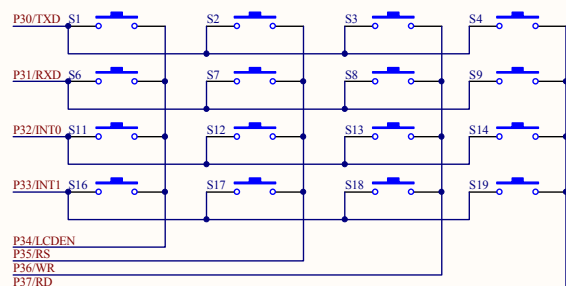 P30/TXD S1 S2 S3 S4
P31/RXD S6 S7 S8 S9
P32/INT0 S11 S12 S13 S14
P33/INT1 S16 S17 S18 S19
P34/LCDEN
P35/RS
P36/WR
P37/RD